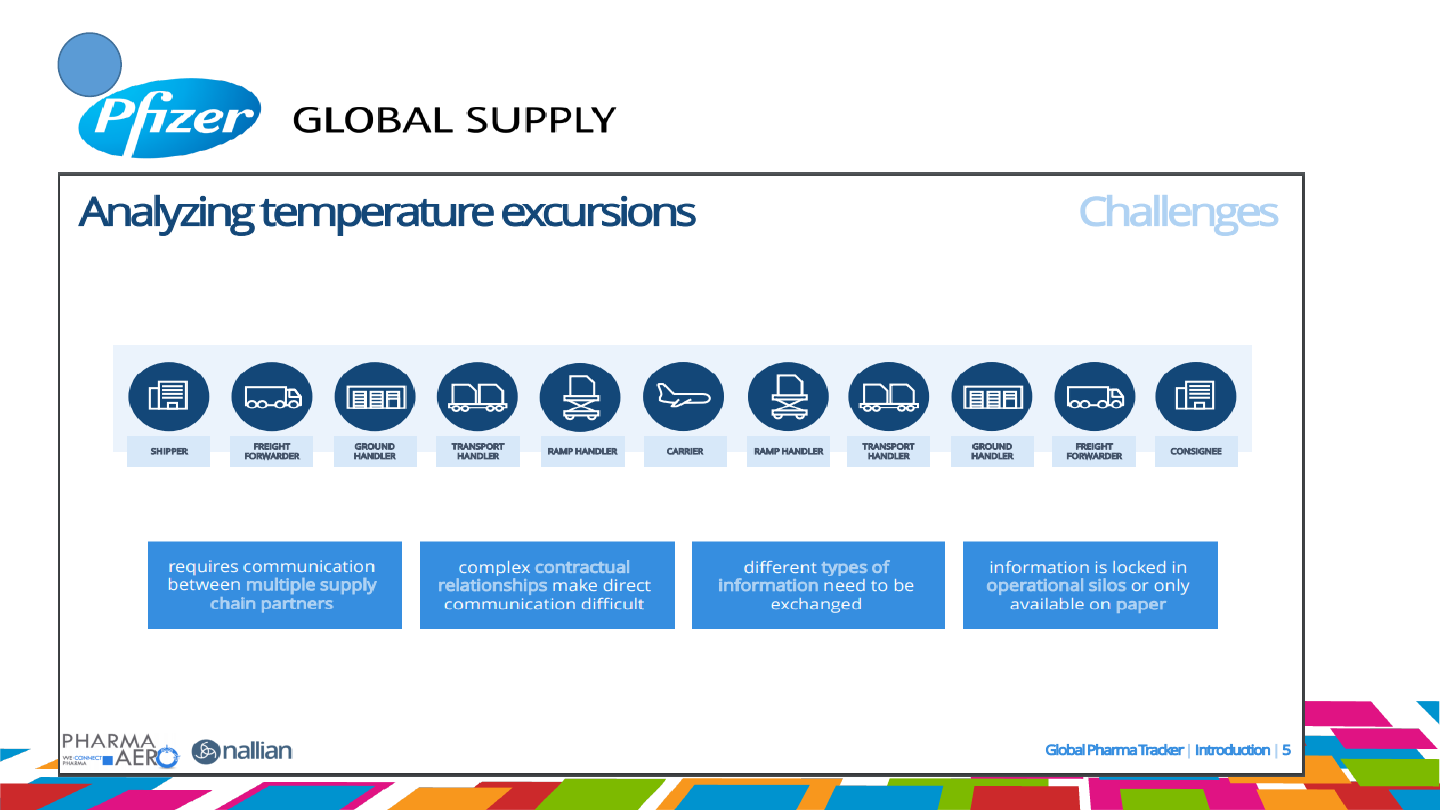 Pfizer GLOBAL SUPPLY
Analyzing temperature excursions
Challenges
SHIPPER
FREIGHT
FORWARDER
GROUND
HANDLER
TRANSPORT
HANDLER
RAMP HANDLER
CARRIER
RAMP HANDLER
TRANSPORT
HANDLER
GROUND
HANDLER
FREIGHT
FORWARDER
CONSIGNEE
requires communication
between multiple supply
chain partners
complex contractual
relationships make direct
communication difficult
different types of
information need to be
exchanged
information is locked in
operational silos or only
available on paper
PHARMA
WE·CONNECT
PHARMA
AERO
nallian
Global Pharma Tracker | Introduction | 5